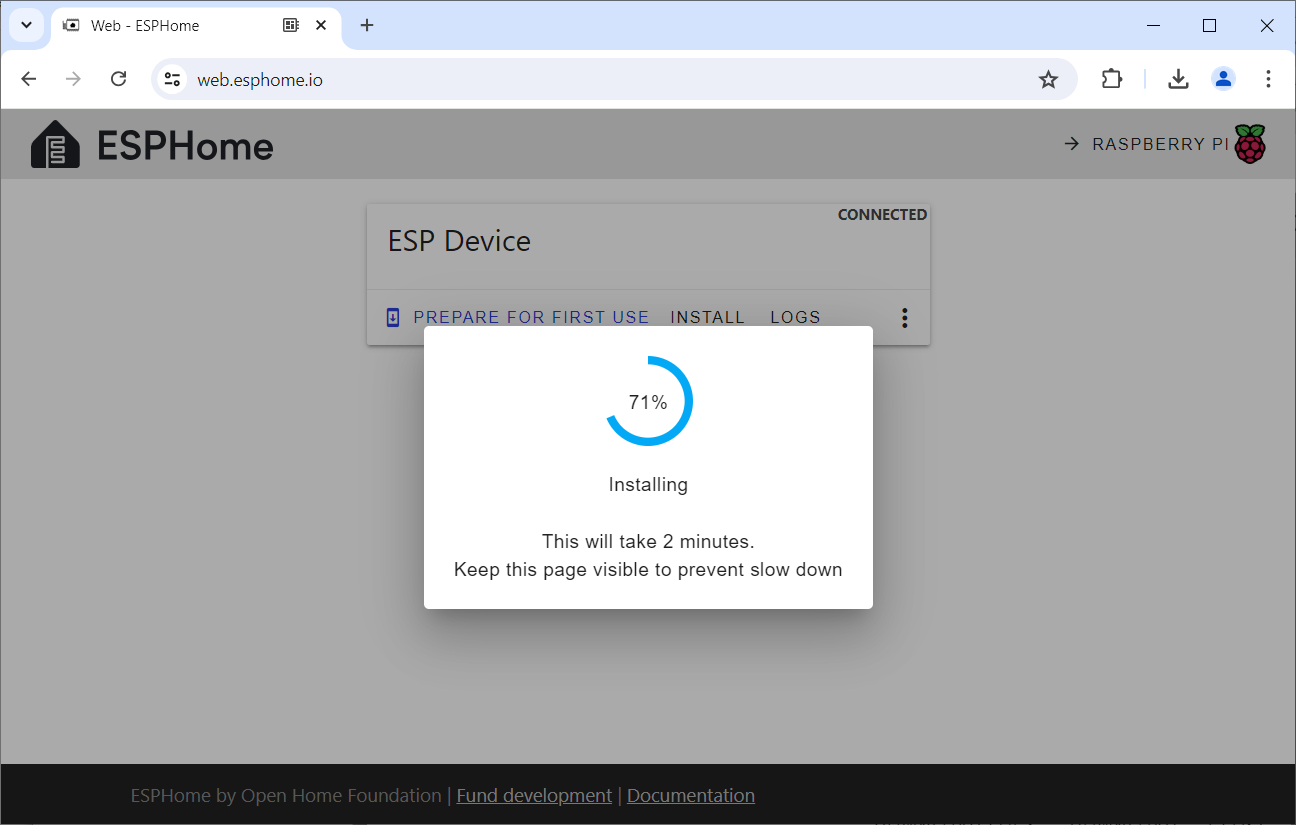 Web - ESPHome
web.esphome.io
ESPHome
RASPBERRY PI
CONNECTED
ESP Device
PREPARE FOR FIRST USE INSTALL LOGS
71%
Installing
This will take 2 minutes.
Keep this page visible to prevent slow down
ESPHome by Open Home Foundation | Fund development | Documentation